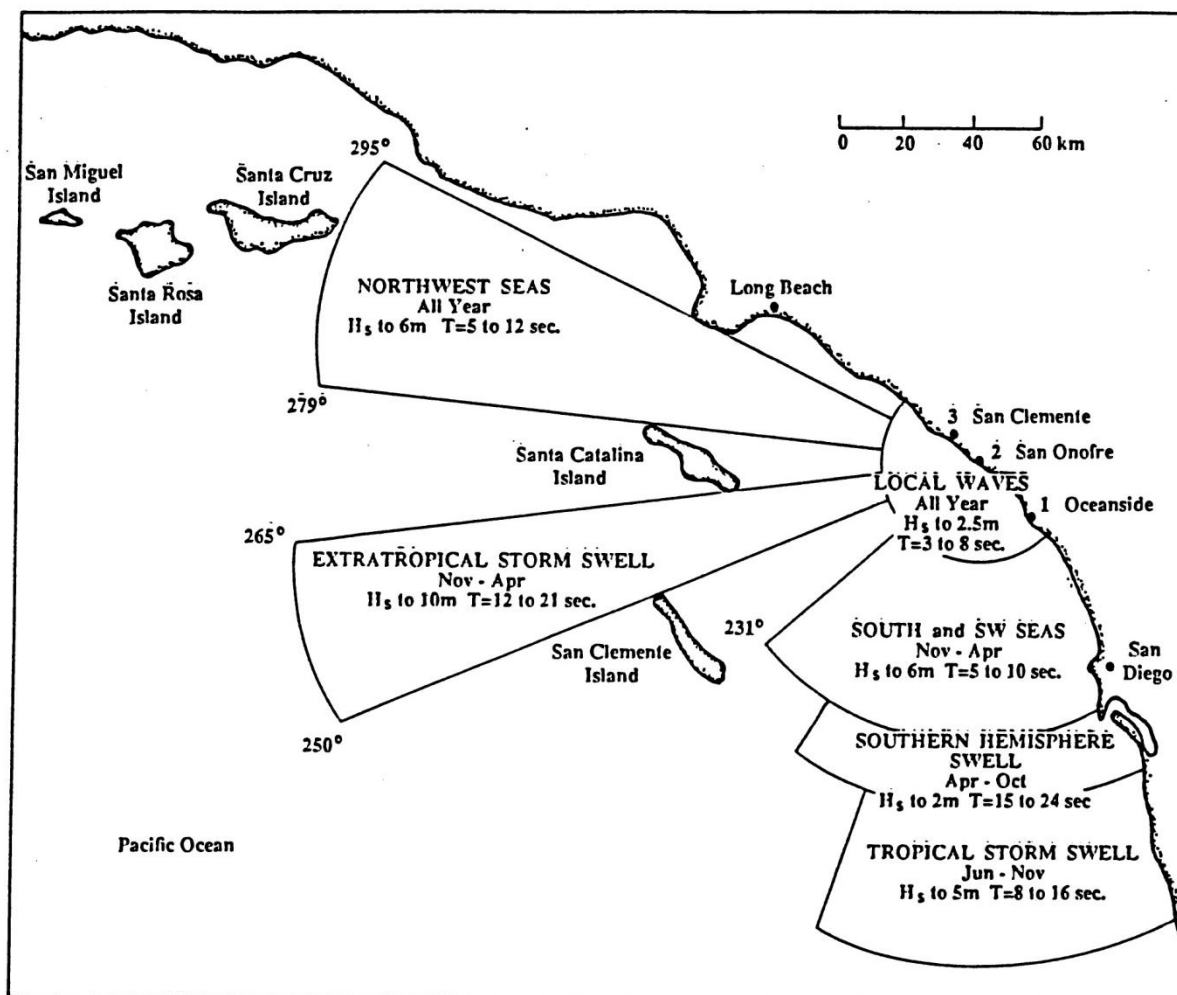 295°
0 20 40 60 km
San Miguel
Island
Santa Cruz
Island
Santa Rosa
Island
NORTHWEST SEAS
All Year
Hs to 6m T=5 to 12 sec.
Long Beach
279°
3 San Clemente
2 San Onofre
Santa Catalina
Island
LOCAL WAVES
All Year
Hs to 2.5m
T=3 to 8 sec.
1 Oceanside
265°
EXTRATROPICAL STORM SWELL
Nov - Apr
Hs to 10m T=12 to 21 sec.
231°
San Clemente
Island
SOUTH and SW SEAS
Nov - Apr
Hs to 6m T=5 to 10 sec.
San
Diego
250°
SOUTHERN HEMISPHERE
SWELL
Apr - Oct
Hs to 2m T=15 to 24 sec
Pacific Ocean
TROPICAL STORM SWELL
Jun - Nov
Hs to 5m T=8 to 16 sec.